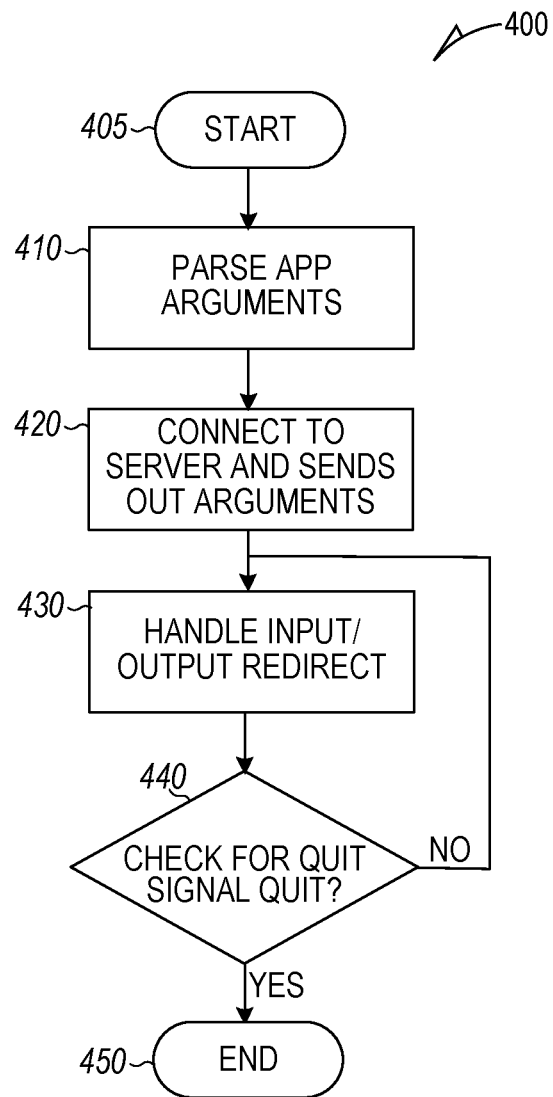 400
405
START
410
PARSE APP
ARGUMENTS
420
CONNECT TO
SERVER AND SENDS
OUT ARGUMENTS
430
HANDLE INPUT/
OUTPUT REDIRECT
440
CHECK FOR QUIT
SIGNAL QUIT?
NO
YES
450
END